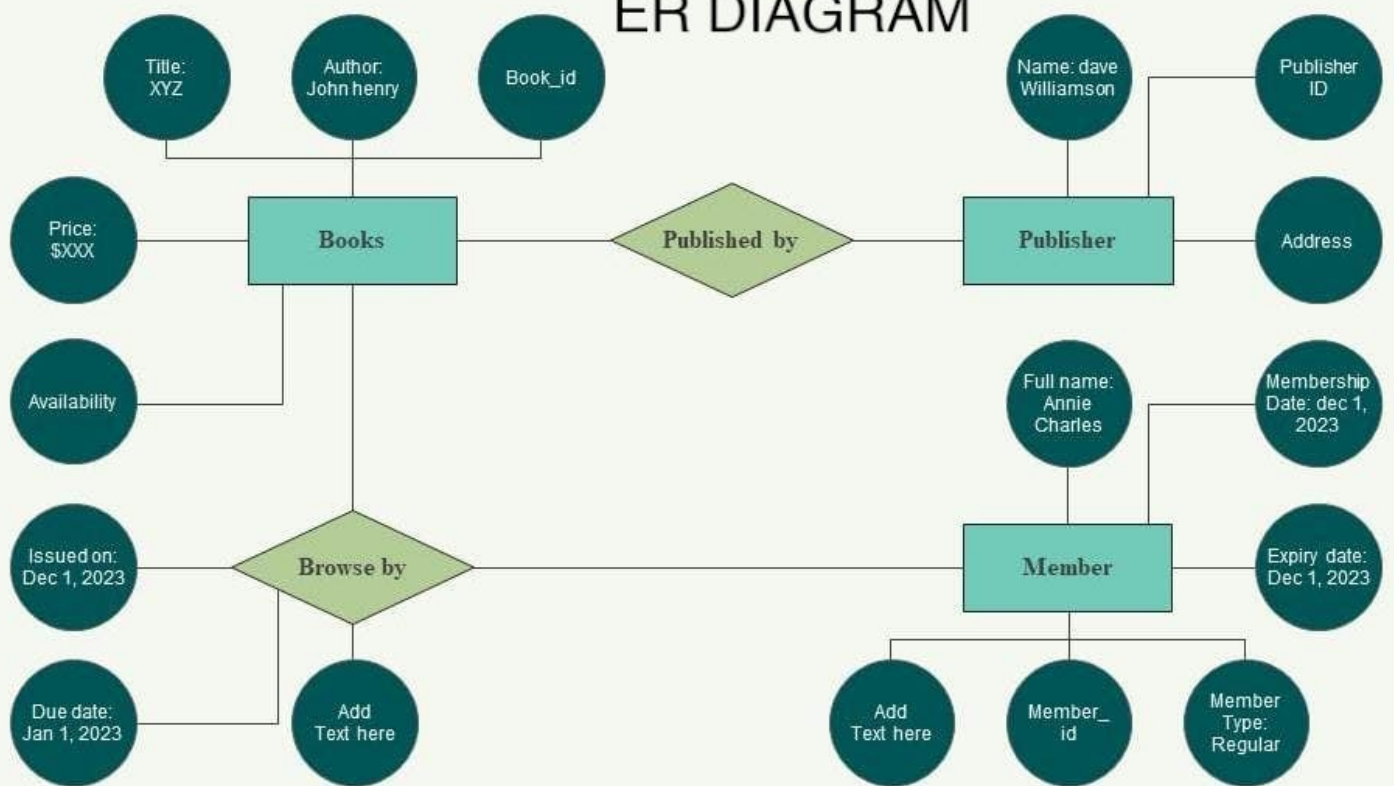 ER DIAGRAM
Title:
XYZ
Author:
John henry
Book_id
Name: dave
Williamson
Publisher
ID
Price:
$XXX
Books
Published by
Publisher
Address
Availability
Full name:
Annie
Charles
Membership
Date: dec 1,
2023
Issued on:
Dec 1, 2023
Browse by
Member
Expiry date:
Dec 1, 2023
Due date:
Jan 1, 2023
Add
Text here
Add
Text here
Member_
id
Member
Type:
Regular